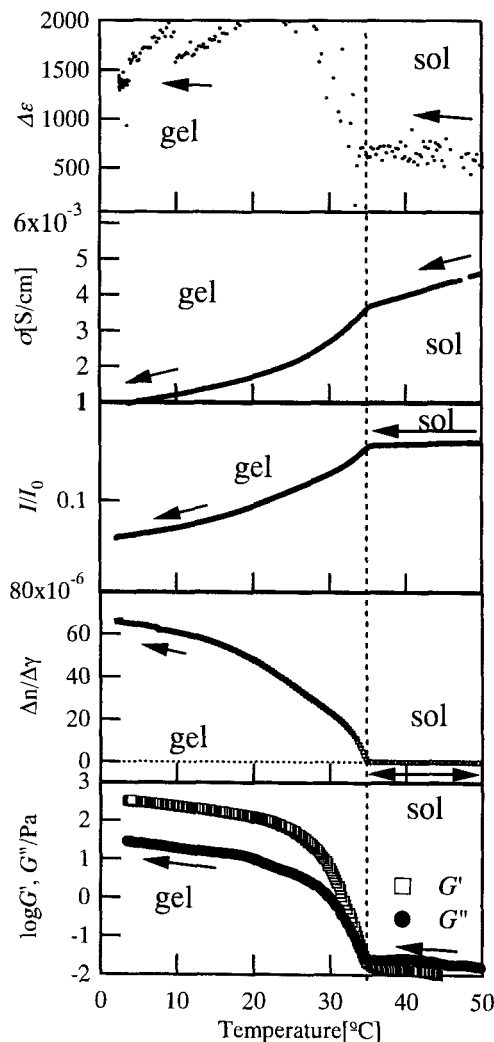 2000
1500
1000
500
Δε
sol
gel
6x10⁻³
5
4
3
2
1
σ[S/cm]
gel
sol
1
0.1
I/I₀
sol
gel
80x10⁻⁶
60
40
20
0
Δn/Δγ
sol
gel
3
2
1
0
-1
-2
logG', G"/Pa
sol
gel
G'
G"
0
10
20
30
40
50
Temperature[ºC]